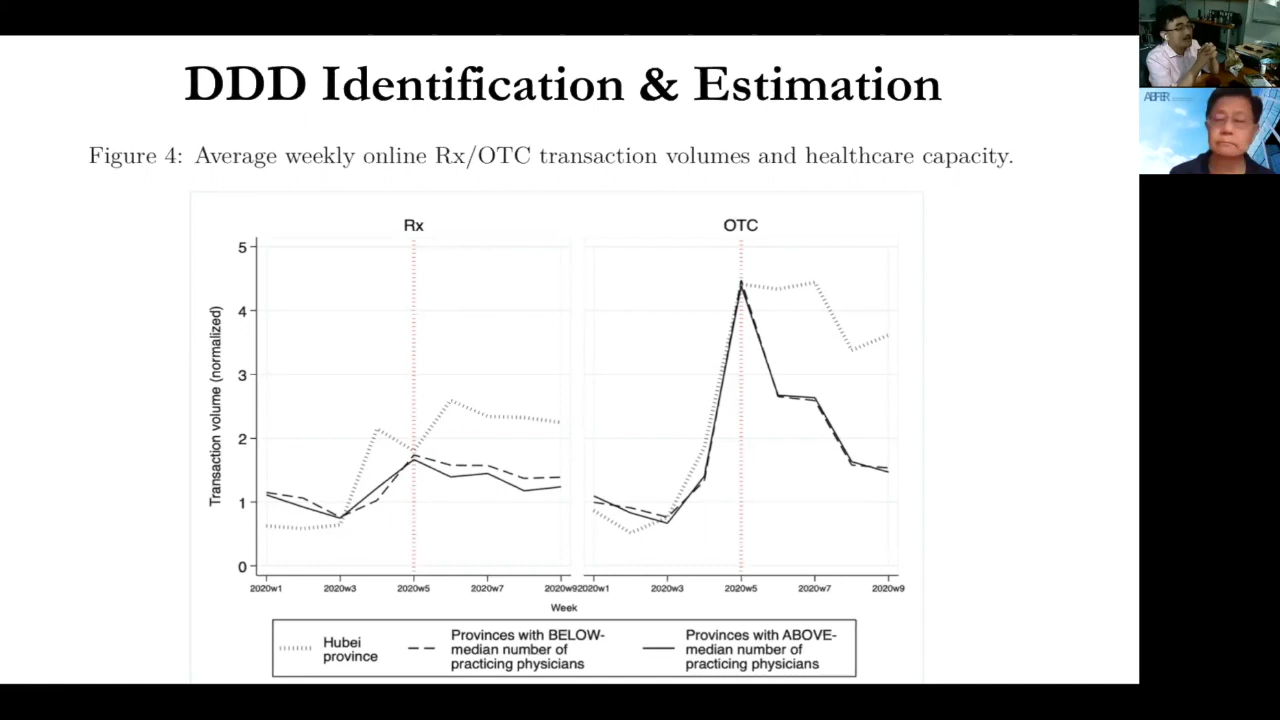 DDD Identification & Estimation
Figure 4: Average weekly online Rx/OTC transaction volumes and healthcare capacity.
Rx
OTC
Transaction volume (normalized)
5
4
3
2
1
0
2020w1
2020w3
2020w5
2020w7
2020w9
2020w1
2020w3
2020w5
2020w7
2020w9
Week
Hubei
province
Provinces with BELOW-
median number of
practicing physicians
Provinces with ABOVE-
median number of
practicing physicians
ABFER